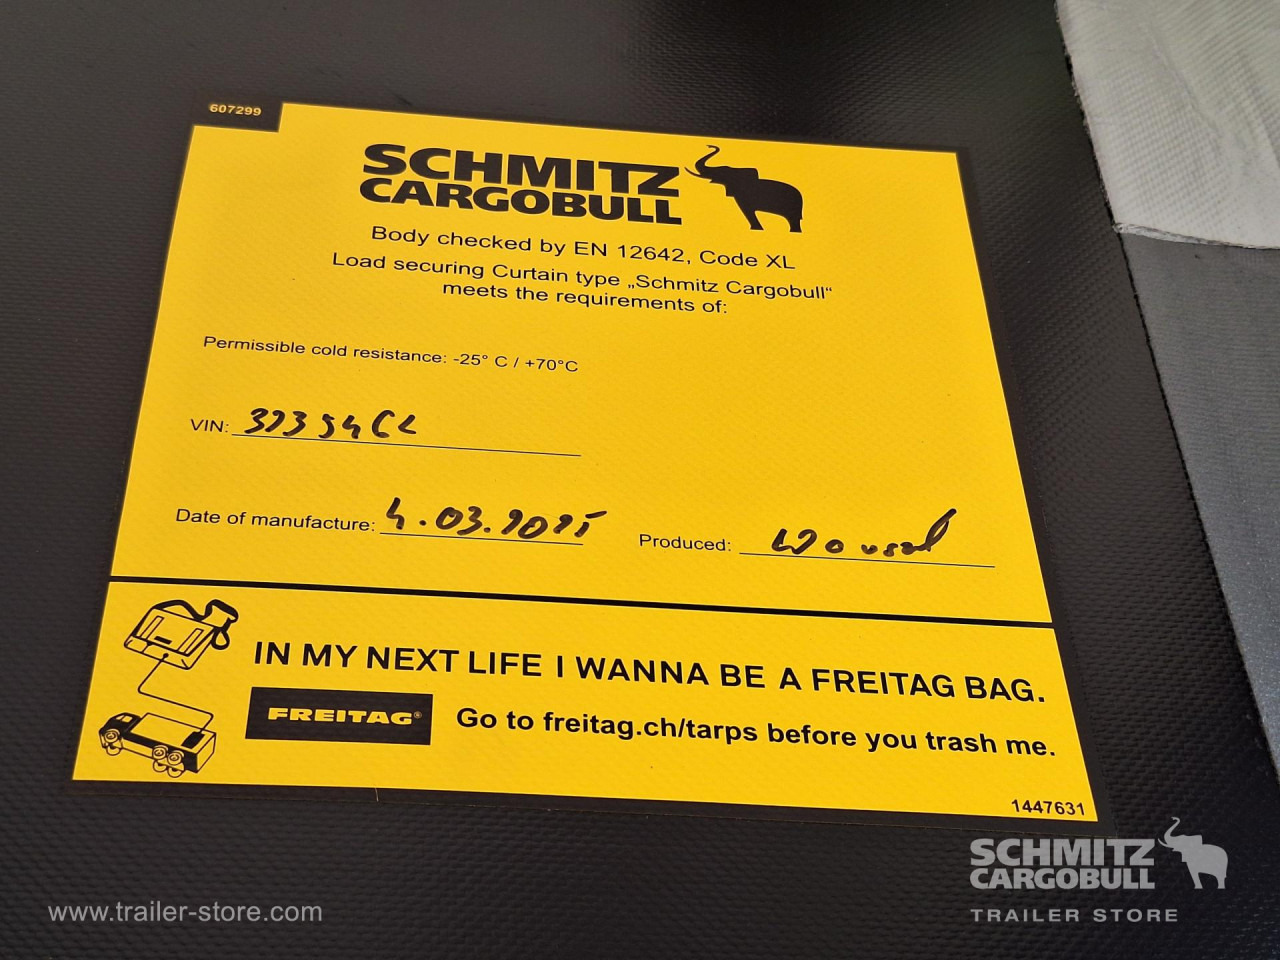 607299
SCHMITZ
CARGOBULL
Body checked by EN 12642, Code XL
Load securing Curtain type „Schmitz Cargobull“
meets the requirements of:
Permissible cold resistance: -25° C / +70°C
VIN:
Date of manufacture: 4.03.2025
Produced:
IN MY NEXT LIFE I WANNA BE A FREITAG BAG.
FREITAG®
Go to freitag.ch/tarps before you trash me.
1447631
SCHMITZ
CARGOBULL
TRAILER STORE
www.trailer-store.com